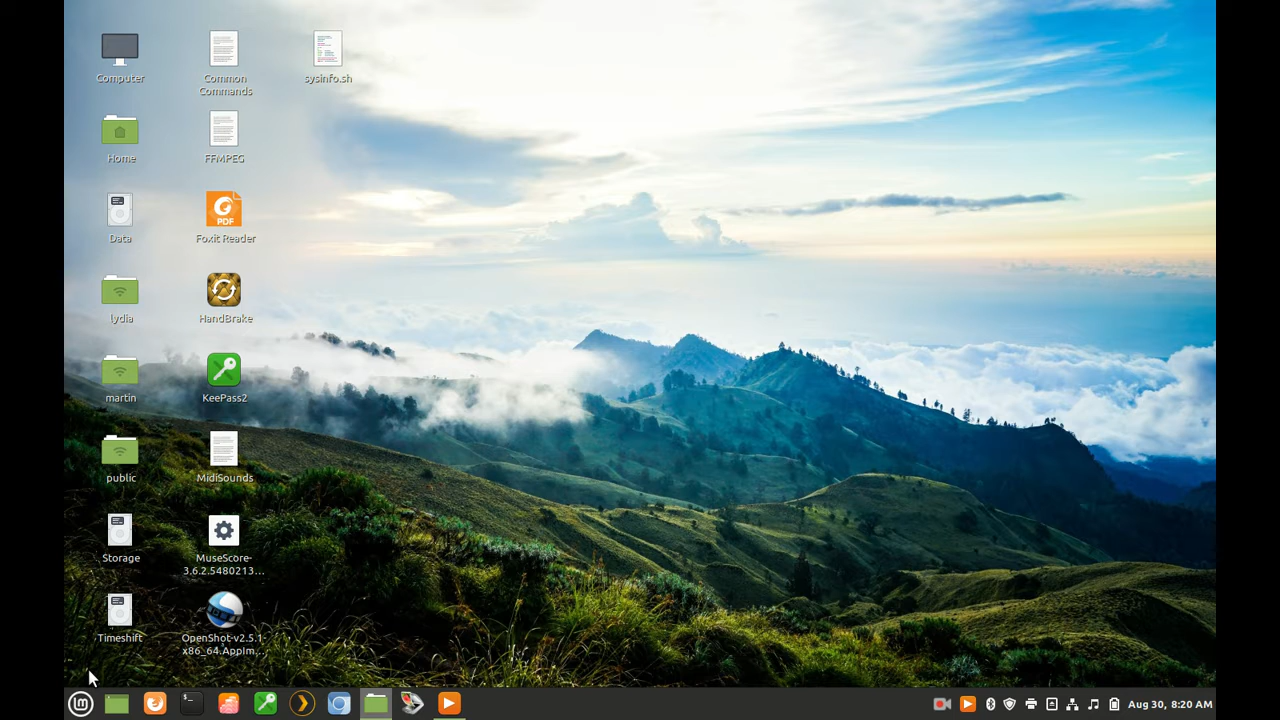 Computer
Common
Commands
sysinfo.sh
Home
FFMPEG
Data
PDF
Foxit Reader
lydia
HandBrake
martin
KeePass2
public
MidiSounds
Storage
MuseScore-
3.6.2.5480213...
Timeshift
OpenShot-v2.5.1-
x86_64.AppIm...
Aug 30, 8:20 AM